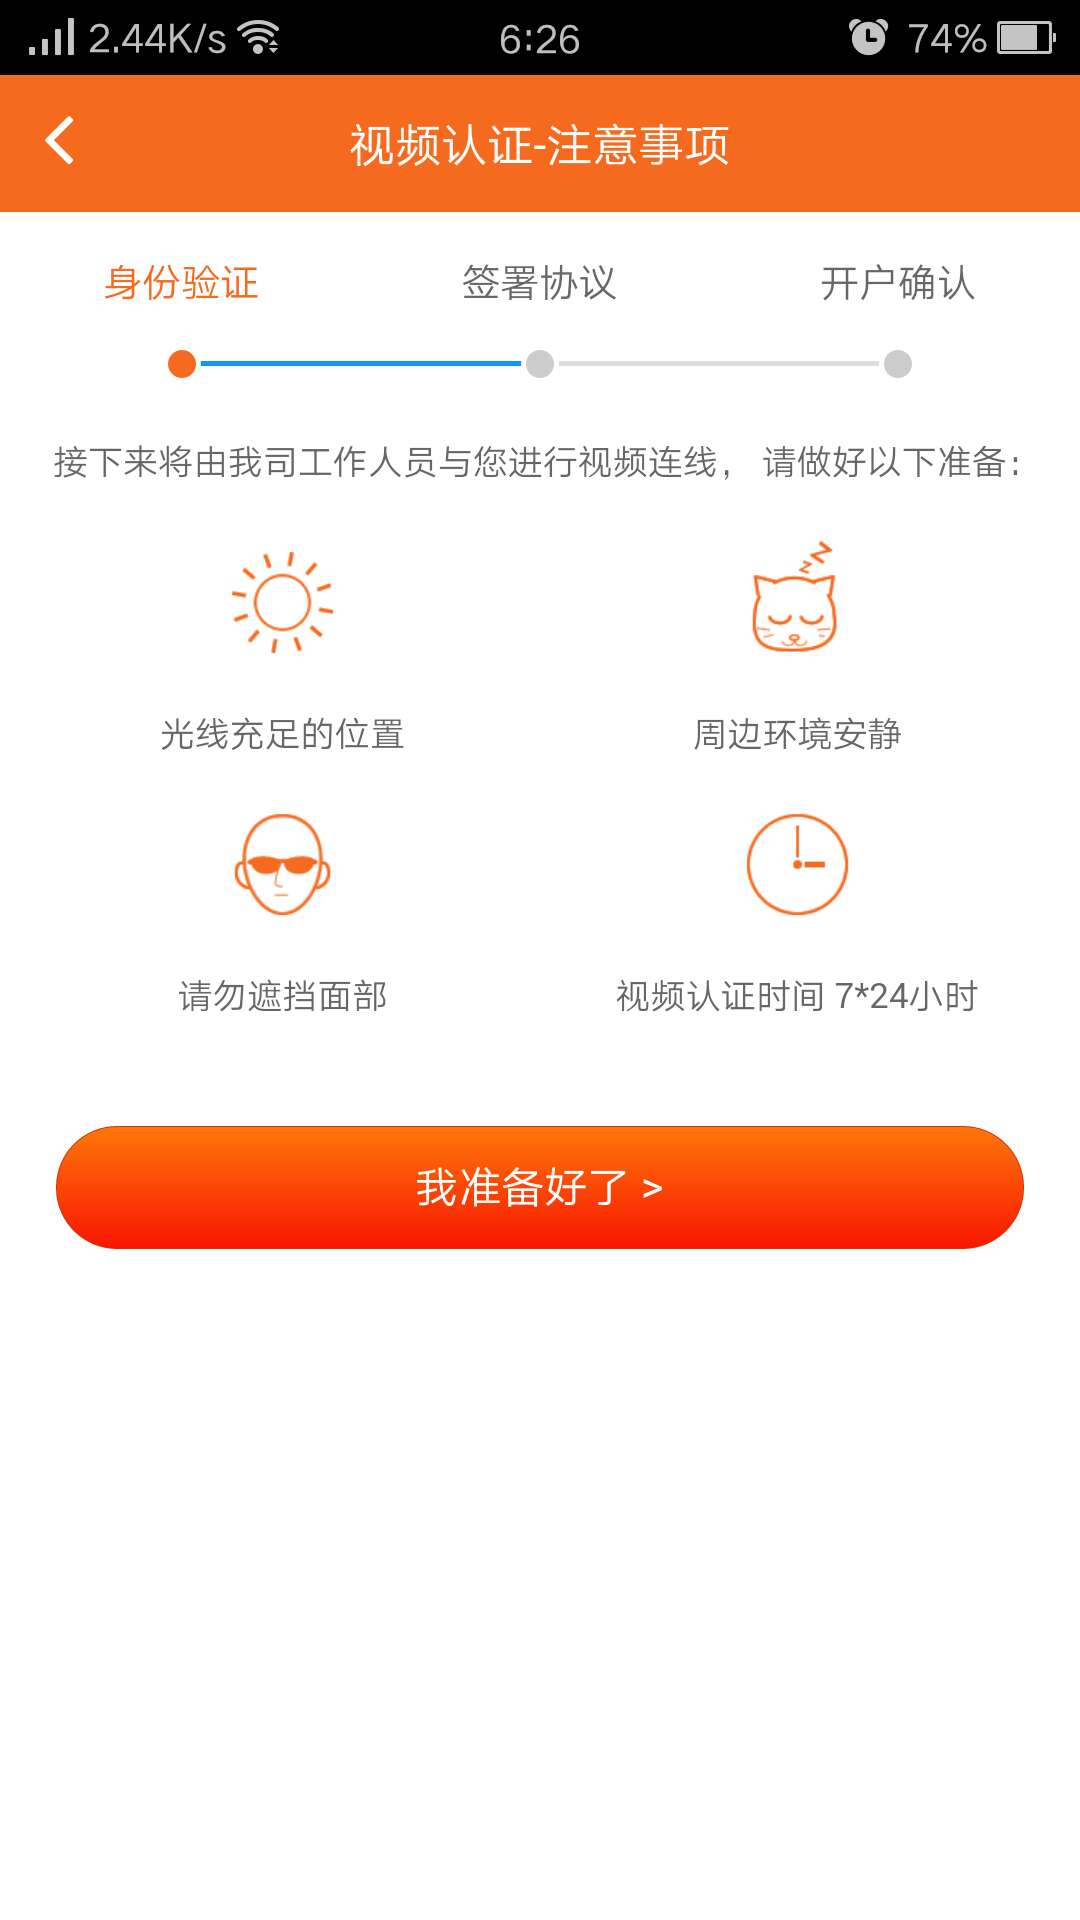 2.44K/s 6:26 74%
视频认证-注意事项
身份验证 签署协议 开户确认
接下来将由我司工作人员与您进行视频连线，请做好以下准备：
z z
光线充足的位置 周边环境安静
请勿遮挡面部 视频认证时间 7*24小时
我准备好了 >